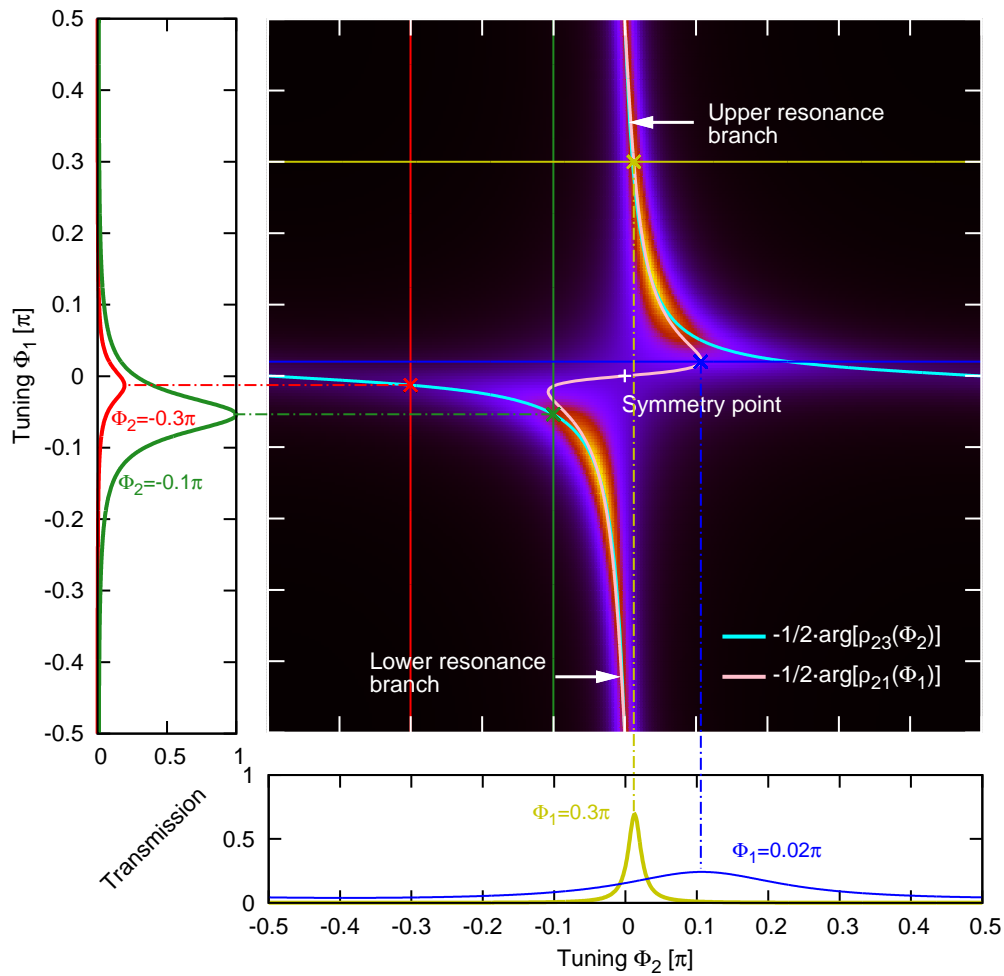 0.5
0.4
0.3
0.2
0.1
0
-0.1
-0.2
-0.3
-0.4
-0.5
Tuning Φ1 [π]
Φ2=-0.3π
Φ2=-0.1π
0 0.5 1
Transmission
Upper resonance
branch
Symmetry point
Lower resonance
branch
-1/2·arg[ρ23(Φ2)]
-1/2·arg[ρ21(Φ1)]
1
0.5
0
Φ1=0.3π
Φ1=0.02π
-0.5 -0.4 -0.3 -0.2 -0.1 0 0.1 0.2 0.3 0.4 0.5
Tuning Φ2 [π]